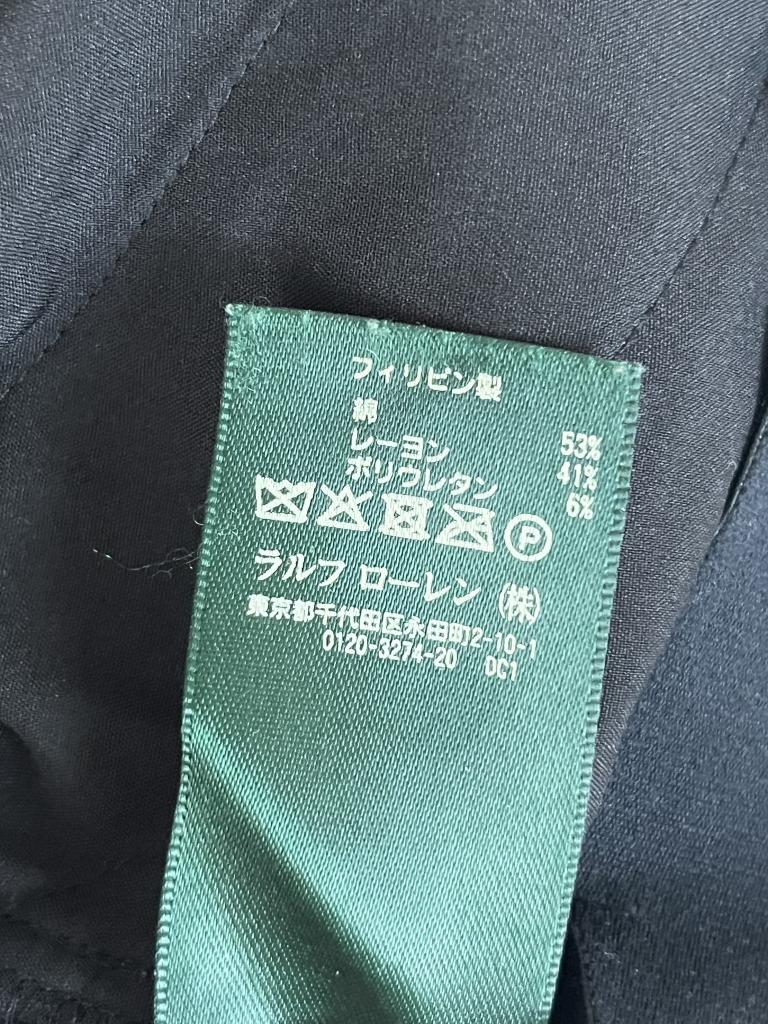 フィリピン製
綿 53%
レーヨン 41%
ポリウレタン 6%
P
ラルフ ローレン (株)
東京都千代田区永田町2-10-1
0120-3274-20 DC1